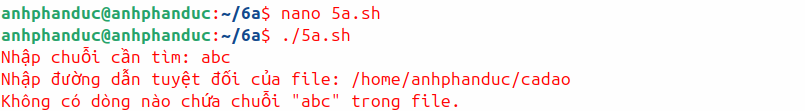 anhphanduc@anhphanduc:~/6a$ nano 5a.sh
anhphanduc@anhphanduc:~/6a$ ./5a.sh
Nhập chuỗi cần tìm: abc
Nhập đường dẫn tuyệt đối của file: /home/anhphanduc/cadao
Không có dòng nào chứa chuỗi "abc" trong file.